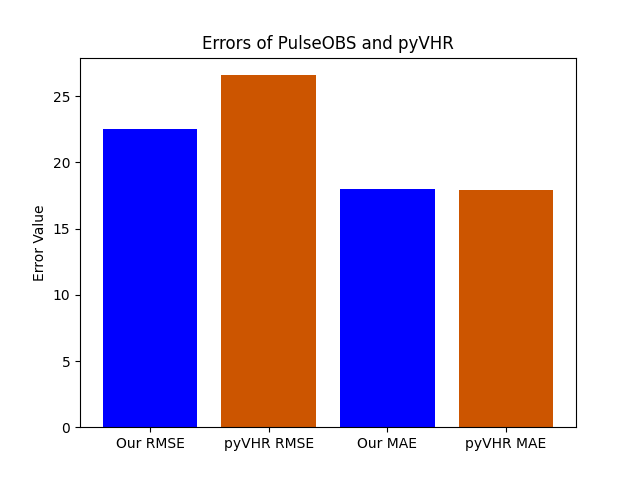 Errors of PulseOBS and pyVHR
Error Value
25
20
15
10
5
0
Our RMSE
pyVHR RMSE
Our MAE
pyVHR MAE